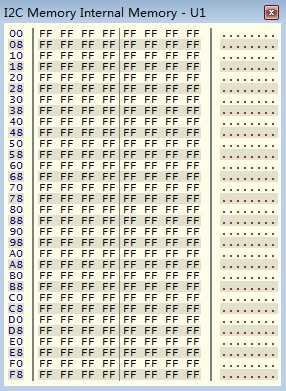 I2C Memory Internal Memory - U1
00 FF FF FF FF FF FF FF FF ........
08 FF FF FF FF FF FF FF FF ........
10 FF FF FF FF FF FF FF FF ........
18 FF FF FF FF FF FF FF FF ........
20 FF FF FF FF FF FF FF FF ........
28 FF FF FF FF FF FF FF FF ........
30 FF FF FF FF FF FF FF FF ........
38 FF FF FF FF FF FF FF FF ........
40 FF FF FF FF FF FF FF FF ........
48 FF FF FF FF FF FF FF FF ........
50 FF FF FF FF FF FF FF FF ........
58 FF FF FF FF FF FF FF FF ........
60 FF FF FF FF FF FF FF FF ........
68 FF FF FF FF FF FF FF FF ........
70 FF FF FF FF FF FF FF FF ........
78 FF FF FF FF FF FF FF FF ........
80 FF FF FF FF FF FF FF FF ........
88 FF FF FF FF FF FF FF FF ........
90 FF FF FF FF FF FF FF FF ........
98 FF FF FF FF FF FF FF FF ........
A0 FF FF FF FF FF FF FF FF ........
A8 FF FF FF FF FF FF FF FF ........
B0 FF FF FF FF FF FF FF FF ........
B8 FF FF FF FF FF FF FF FF ........
C0 FF FF FF FF FF FF FF FF ........
C8 FF FF FF FF FF FF FF FF ........
D0 FF FF FF FF FF FF FF FF ........
D8 FF FF FF FF FF FF FF FF ........
E0 FF FF FF FF FF FF FF FF ........
E8 FF FF FF FF FF FF FF FF ........
F0 FF FF FF FF FF FF FF FF ........
F8 FF FF FF FF FF FF FF FF ........